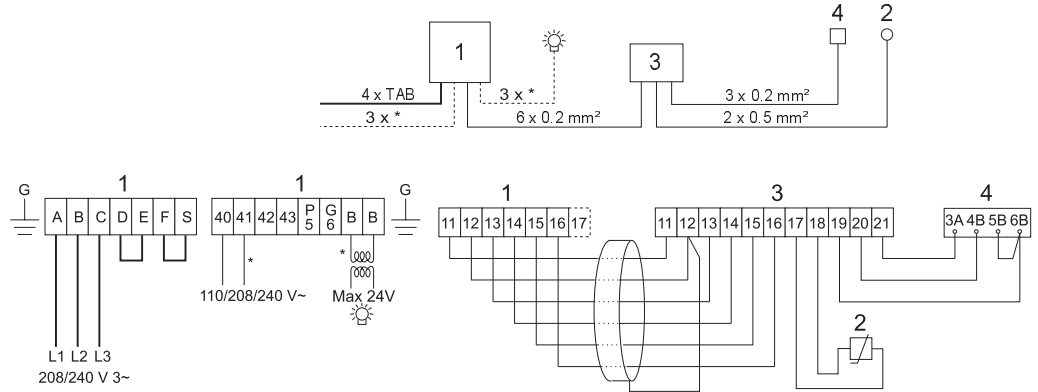 4 2
1
3
4 x TAB
3 x *
3 x *
6 x 0.2 mm²
3 x 0.2 mm²
2 x 0.5 mm²
G 1 1 G 1 3 4
A B C D E F S
40 41 42 43 P5 G6 B B
11 12 13 14 15 16 17
11 12 13 14 15 16 17 18 19 20 21
3A 4B 5B 6B
* *
110/208/240 V~
Max 24V
2
L1 L2 L3
208/240 V 3~